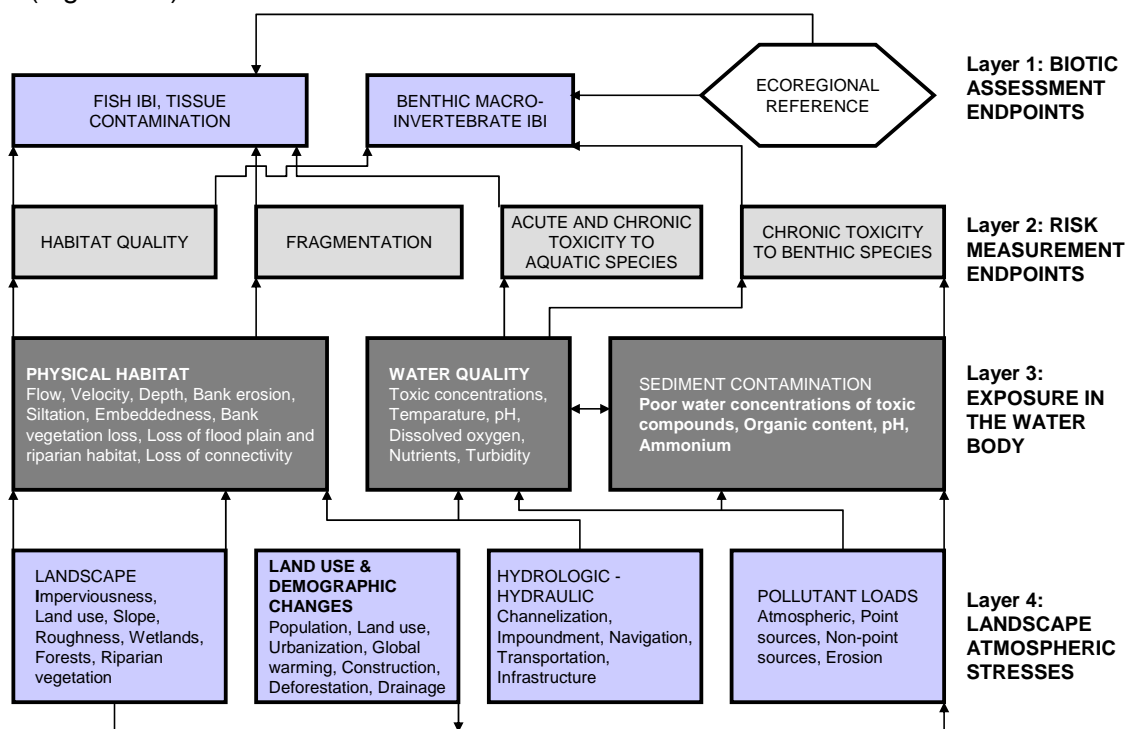 FISH IBI, TISSUE
CONTAMINATION
BENTHIC MACRO-
INVERTEBRATE IBI
ECOREGIONAL
REFERENCE
Layer 1: BIOTIC
ASSESSMENT
ENDPOINTS
HABITAT QUALITY
FRAGMENTATION
ACUTE AND CHRONIC
TOXICITY TO
AQUATIC SPECIES
CHRONIC TOXICITY
TO BENTHIC SPECIES
Layer 2: RISK
MEASUREMENT
ENDPOINTS
PHYSICAL HABITAT
Flow, Velocity, Depth, Bank erosion,
Siltation, Embeddedness, Bank
vegetation loss, Loss of flood plain and
riparian habitat, Loss of connectivity
WATER QUALITY
Toxic concentrations,
Temparature, pH,
Dissolved oxygen,
Nutrients, Turbidity
SEDIMENT CONTAMINATION
Poor water concentrations of toxic
compounds, Organic content, pH,
Ammonium
Layer 3:
EXPOSURE IN
THE WATER
BODY
LANDSCAPE
Imperviousness,
Land use, Slope,
Roughness, Wetlands,
Forests, Riparian
vegetation
LAND USE &
DEMOGRAPHIC
CHANGES
Population, Land use,
Urbanization, Global
warming, Construction,
Deforestation, Drainage
HYDROLOGIC -
HYDRAULIC
Channelization,
Impoundment, Navigation,
Transportation,
Infrastructure
POLLUTANT LOADS
Atmospheric, Point
sources, Non-point
sources, Erosion
Layer 4:
LANDSCAPE
ATMOSPHERIC
STRESSES